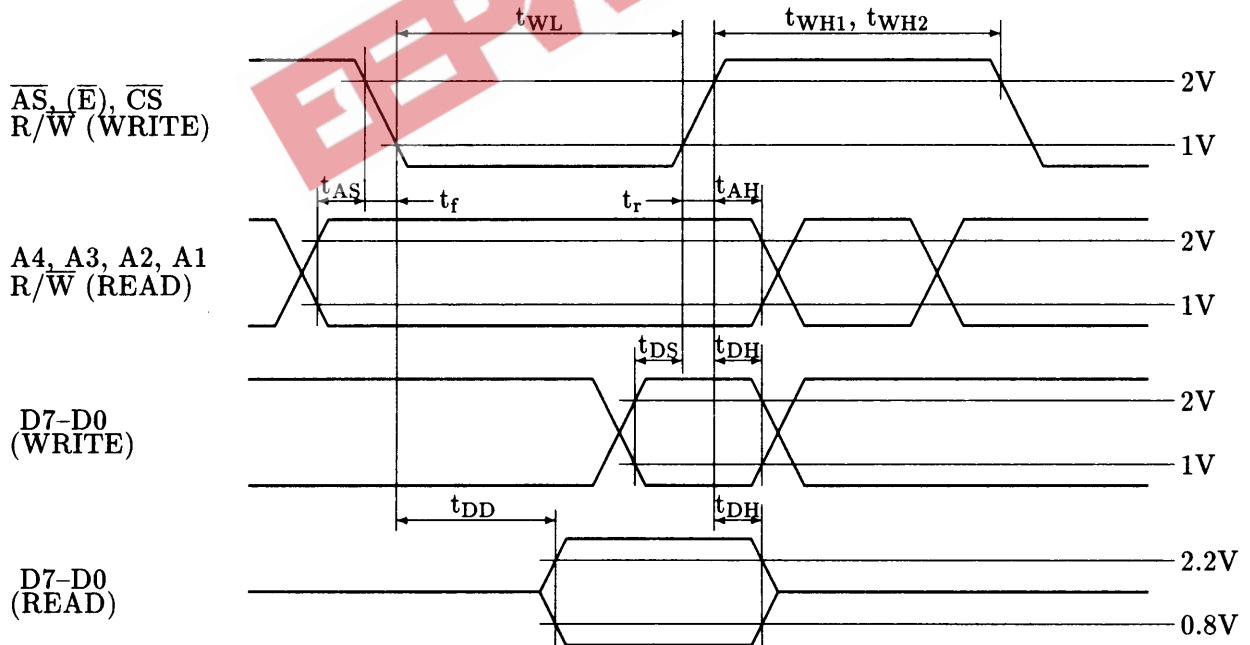 tWL
tWH1, tWH2
AS, (E), CS
R/W (WRITE)
2V
1V
tAS
tf
tr
tAH
A4, A3, A2, A1
R/W (READ)
2V
1V
tDS
tDH
D7–D0
(WRITE)
2V
1V
tDD
tDH
D7–D0
(READ)
2.2V
0.8V